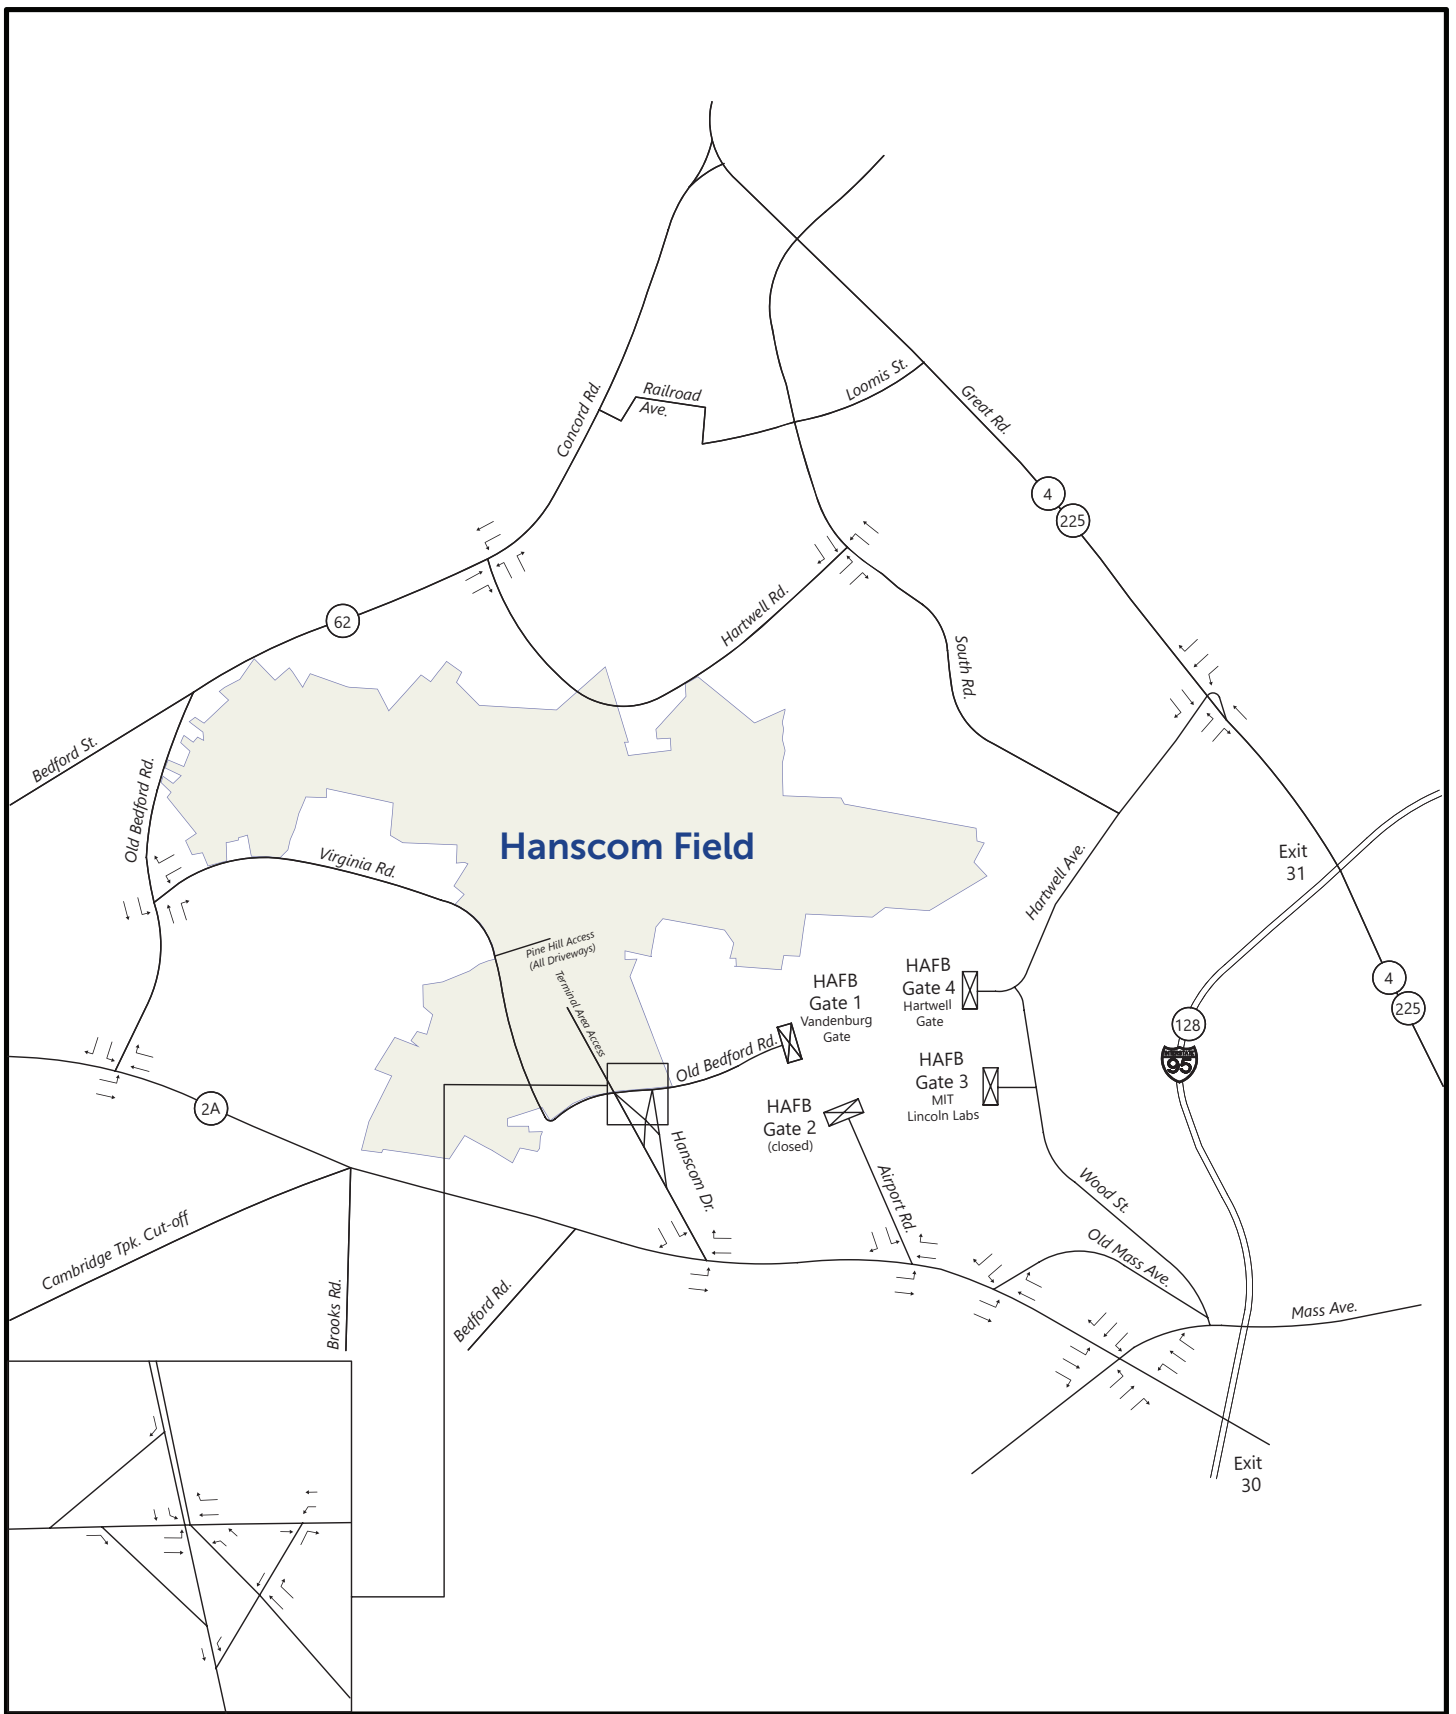 Railroad
Ave.
Loomis St.
Concord Rd.
Great Rd.
4
225
62
Hartwell Rd.
South Rd.
Bedford St.
Old Bedford Rd.
Virginia Rd.
Hanscom Field
Exit
31
Hartwell Ave.
Pine Hill Access
(All Driveways)
Terminal Area Access
HAFB
Gate 1
Vandenburg
Gate
HAFB
Gate 4
Hartwell
Gate
4
225
128
95
Old Bedford Rd.
HAFB
Gate 3
MIT
Lincoln Labs
HAFB
Gate 2
(closed)
2A
Hanscom Dr.
Airport Rd.
Wood St.
Old Mass Ave.
Mass Ave.
Cambridge Tpk. Cut-off
Brooks Rd.
Bedford Rd.
Exit
30